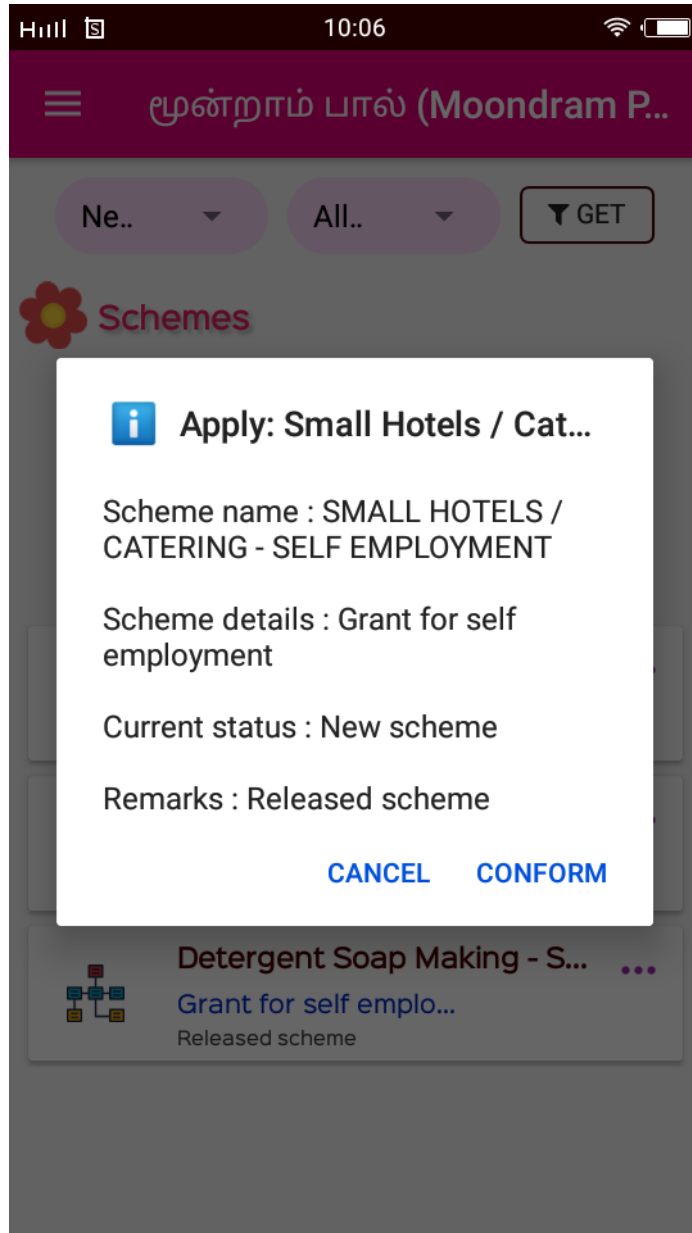 10:06
மூன்றாம் பால் (Moondram P...
Ne..
All..
GET
Schemes
Apply: Small Hotels / Cat...
Scheme name : SMALL HOTELS /
CATERING - SELF EMPLOYMENT
Scheme details : Grant for self
employment
Current status : New scheme
Remarks : Released scheme
CANCEL CONFORM
Detergent Soap Making - S...
Grant for self emplo...
Released scheme